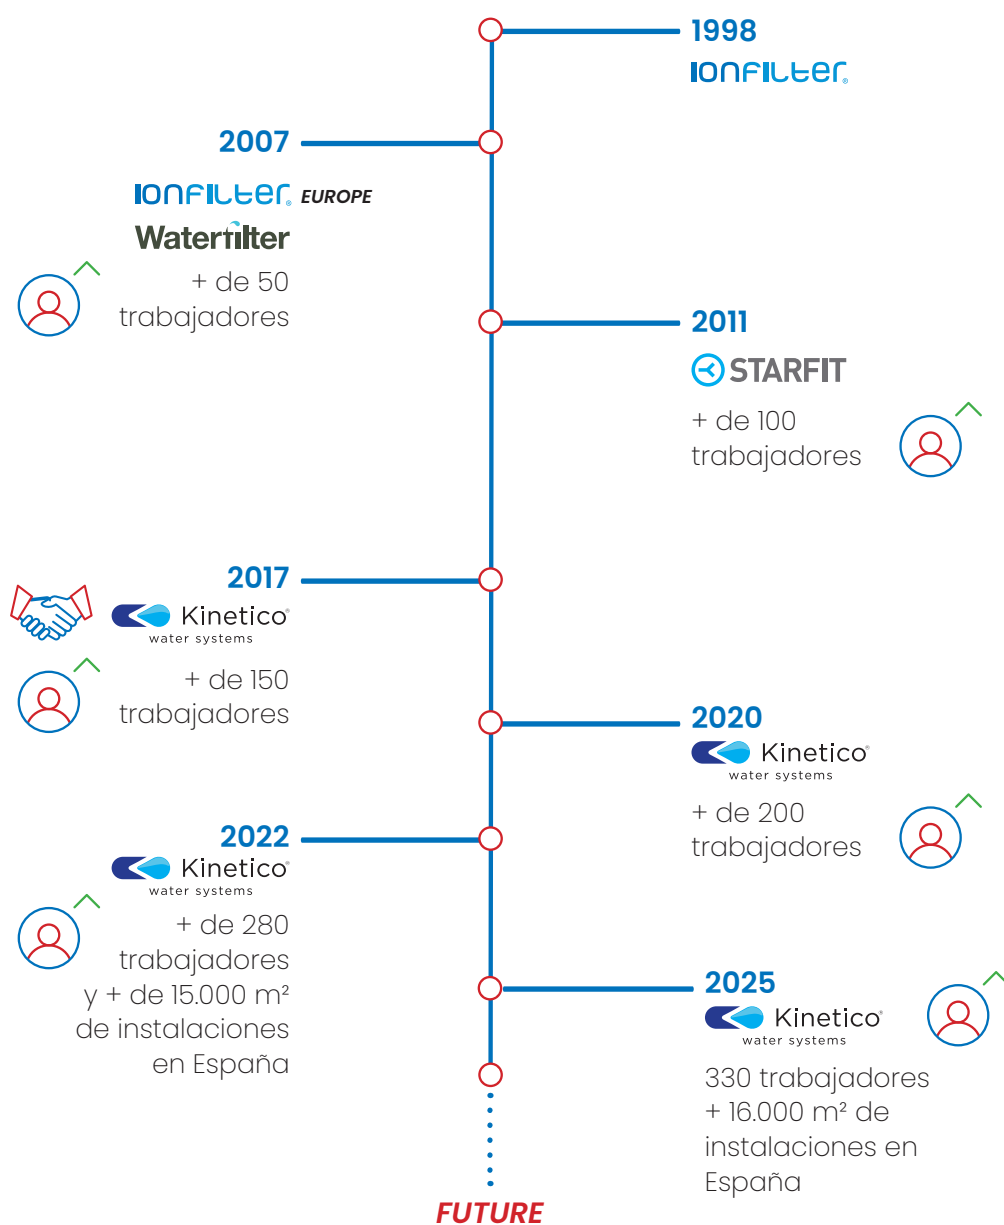 1998
IONFILTER®
2007
IONFILTER® EUROPE
Waterfilter
+ de 50
trabajadores
2011
STARFIT
+ de 100
trabajadores
2017
Kinetico®
water systems
+ de 150
trabajadores
2020
Kinetico®
water systems
+ de 200
trabajadores
2022
Kinetico®
water systems
+ de 280
trabajadores
y + de 15.000 m²
de instalaciones
en España
2025
Kinetico®
water systems
330 trabajadores
+ 16.000 m² de
instalaciones en
España
FUTURE